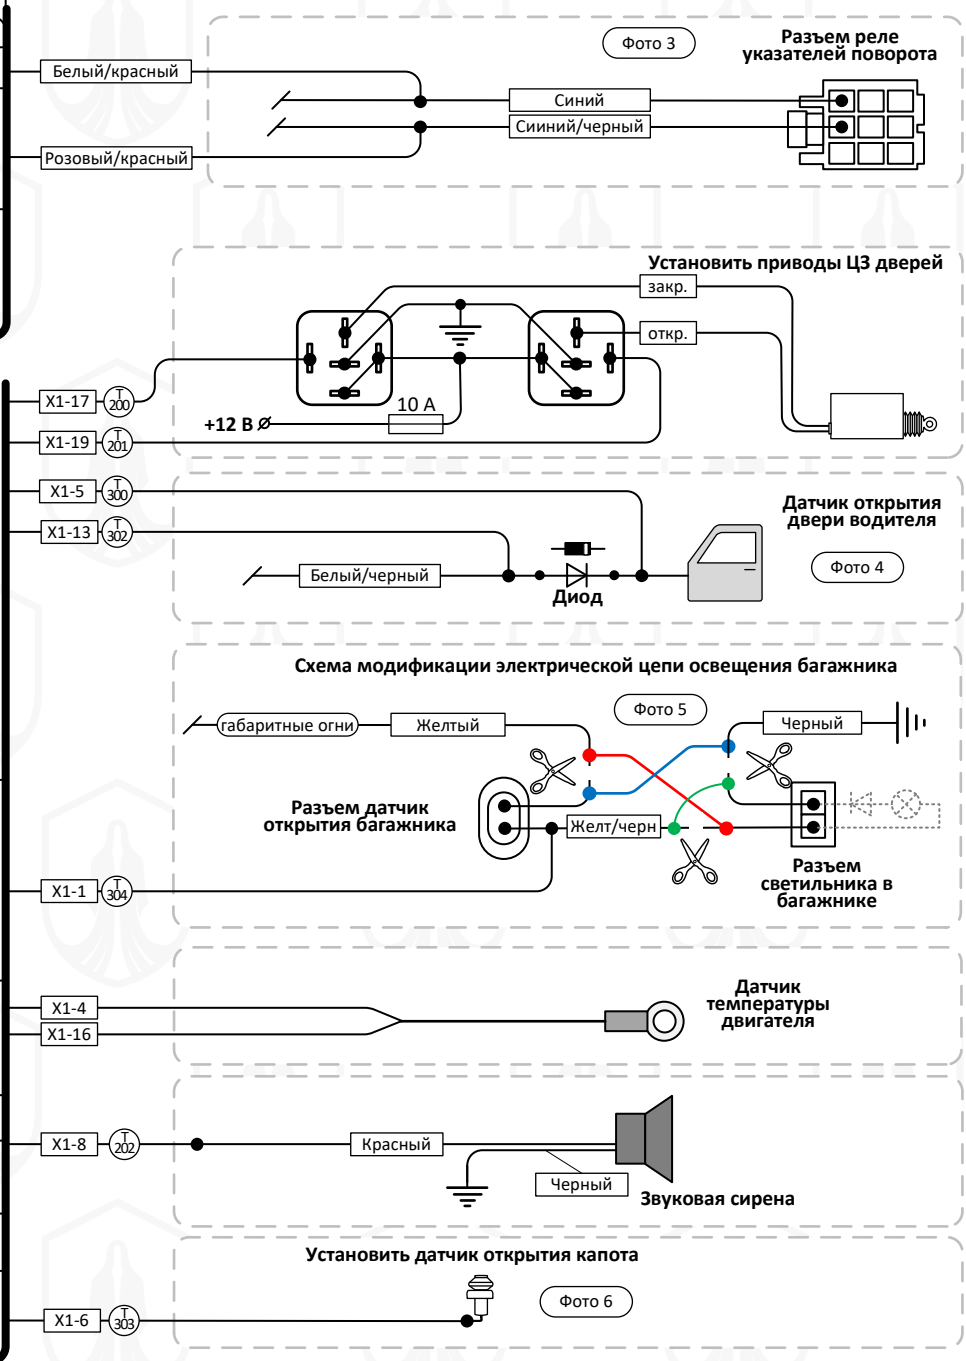 Фото 3
Разъем реле
указателей поворота
Белый/красный
Синий
Сииний/черный
Розовый/красный
Установить приводы ЦЗ дверей
закр.
откр.
X1-17
T
200
10 А
+12 В
X1-19
T
201
X1-5
T
300
Датчик открытия
двери водителя
X1-13
T
302
Белый/черный
Диод
Фото 4
Схема модификации электрической цепи освещения багажника
Фото 5
габаритные огни
Желтый
Черный
Разъем датчик
открытия багажника
Желт/черн
Разъем
светильника в
багажнике
X1-1
T
304
Датчик
температуры
двигателя
X1-4
X1-16
X1-8
T
202
Красный
Черный
Звуковая сирена
Установить датчик открытия капота
Фото 6
X1-6
T
303